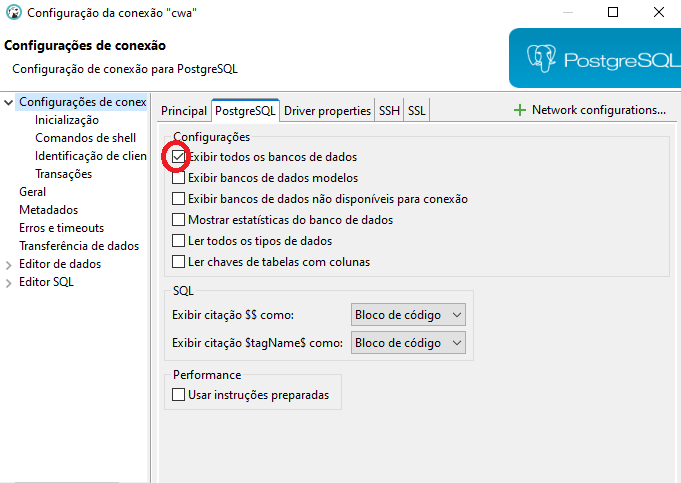 Configuração da conexão "cwa"
Configurações de conexão
Configuração de conexão para PostgreSQL
PostgreSQL
Configurações de conex
Inicialização
Comandos de shell
Identificação de clien
Transações
Geral
Metadados
Erros e timeouts
Transferência de dados
Editor de dados
Editor SQL
Principal PostgreSQL Driver properties SSH SSL Network configurations...
Configurações
Exibir todos os bancos de dados
Exibir bancos de dados modelos
Exibir bancos de dados não disponíveis para conexão
Mostrar estatísticas do banco de dados
Ler todos os tipos de dados
Ler chaves de tabelas com colunas
SQL
Exibir citação $$ como: Bloco de código
Exibir citação $tagName$ como: Bloco de código
Performance
Usar instruções preparadas